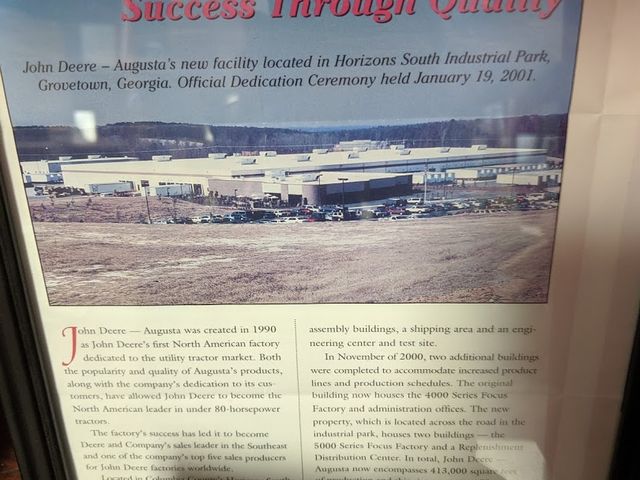 Success Through Quality
John Deere – Augusta's new facility located in Horizons South Industrial Park,
Grovetown, Georgia. Official Dedication Ceremony held January 19, 2001.
John Deere — Augusta was created in 1990
as John Deere's first North American factory
dedicated to the utility tractor market. Both
the popularity and quality of Augusta's products,
along with the company's dedication to its cus-
tomers, have allowed John Deere to become the
North American leader in under 80-horsepower
tractors.
The factory's success has led it to become
Deere and Company's sales leader in the Southeast
and one of the company's top five sales producers
for John Deere factories worldwide.
Located in Columbia County's Horizons South
assembly buildings, a shipping area and an engi-
neering center and test site.
In November of 2000, two additional buildings
were completed to accommodate increased product
lines and production schedules. The original
building now houses the 4000 Series Focus
Factory and administration offices. The new
property, which is located across the road in the
industrial park, houses two buildings — the
5000 Series Focus Factory and a Replenishment
Distribution Center. In total, John Deere —
Augusta now encompasses 413,000 square feet